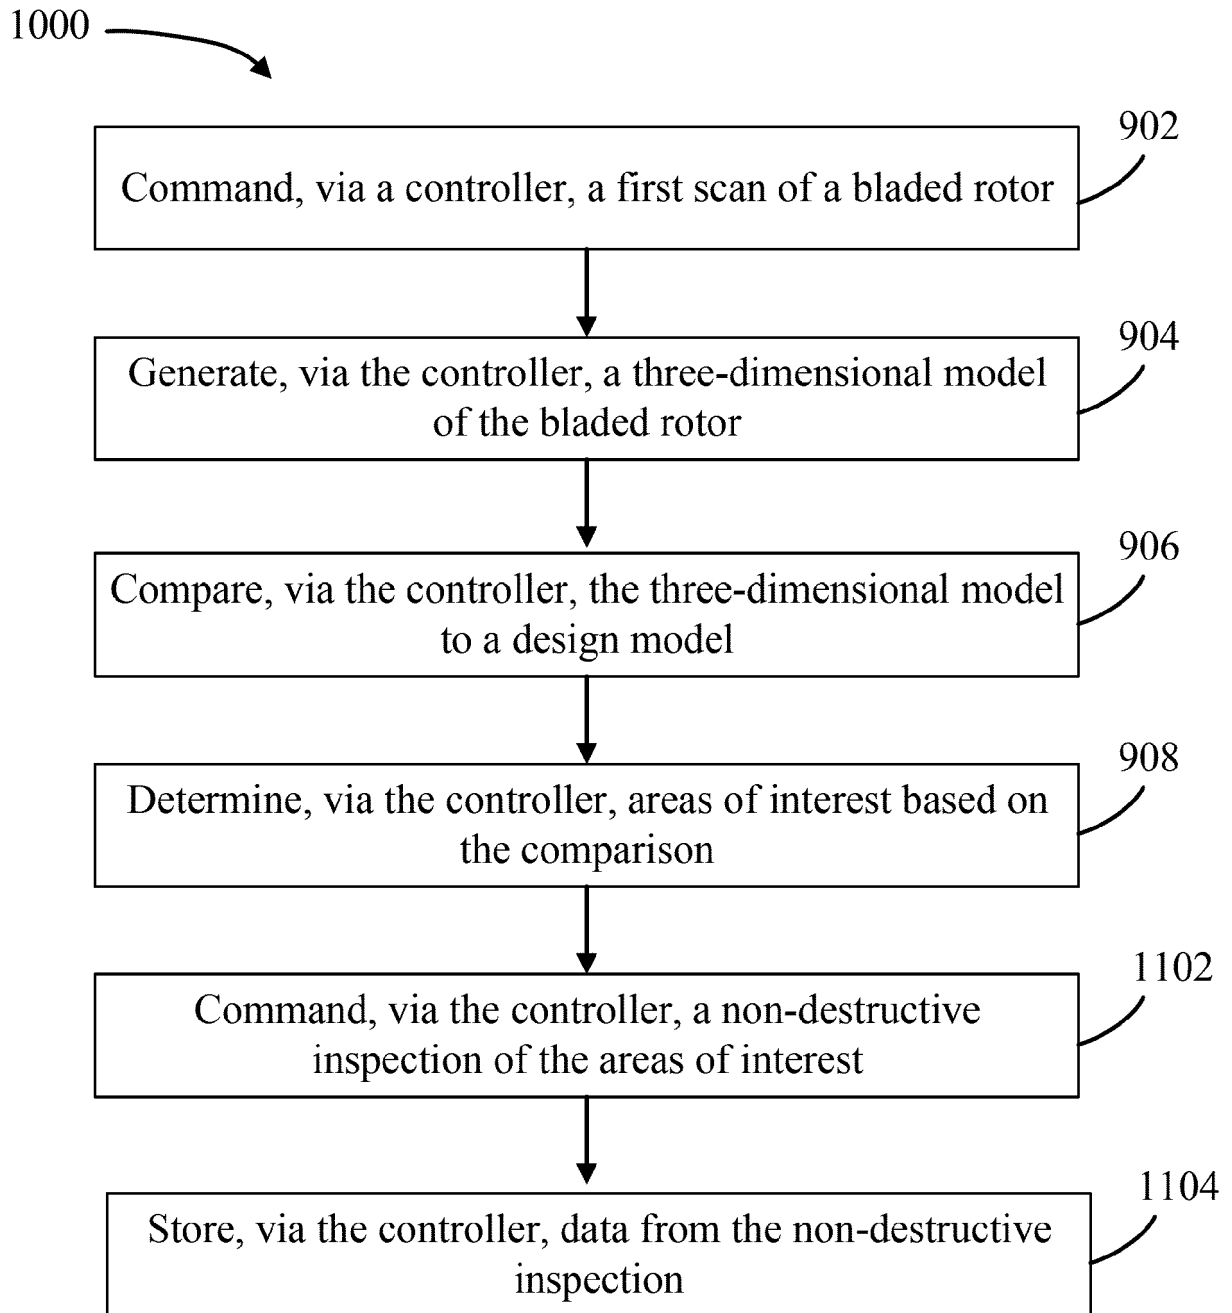 1000
902
Command, via a controller, a first scan of a bladed rotor
904
Generate, via the controller, a three-dimensional model
of the bladed rotor
906
Compare, via the controller, the three-dimensional model
to a design model
908
Determine, via the controller, areas of interest based on
the comparison
1102
Command, via the controller, a non-destructive
inspection of the areas of interest
1104
Store, via the controller, data from the non-destructive
inspection